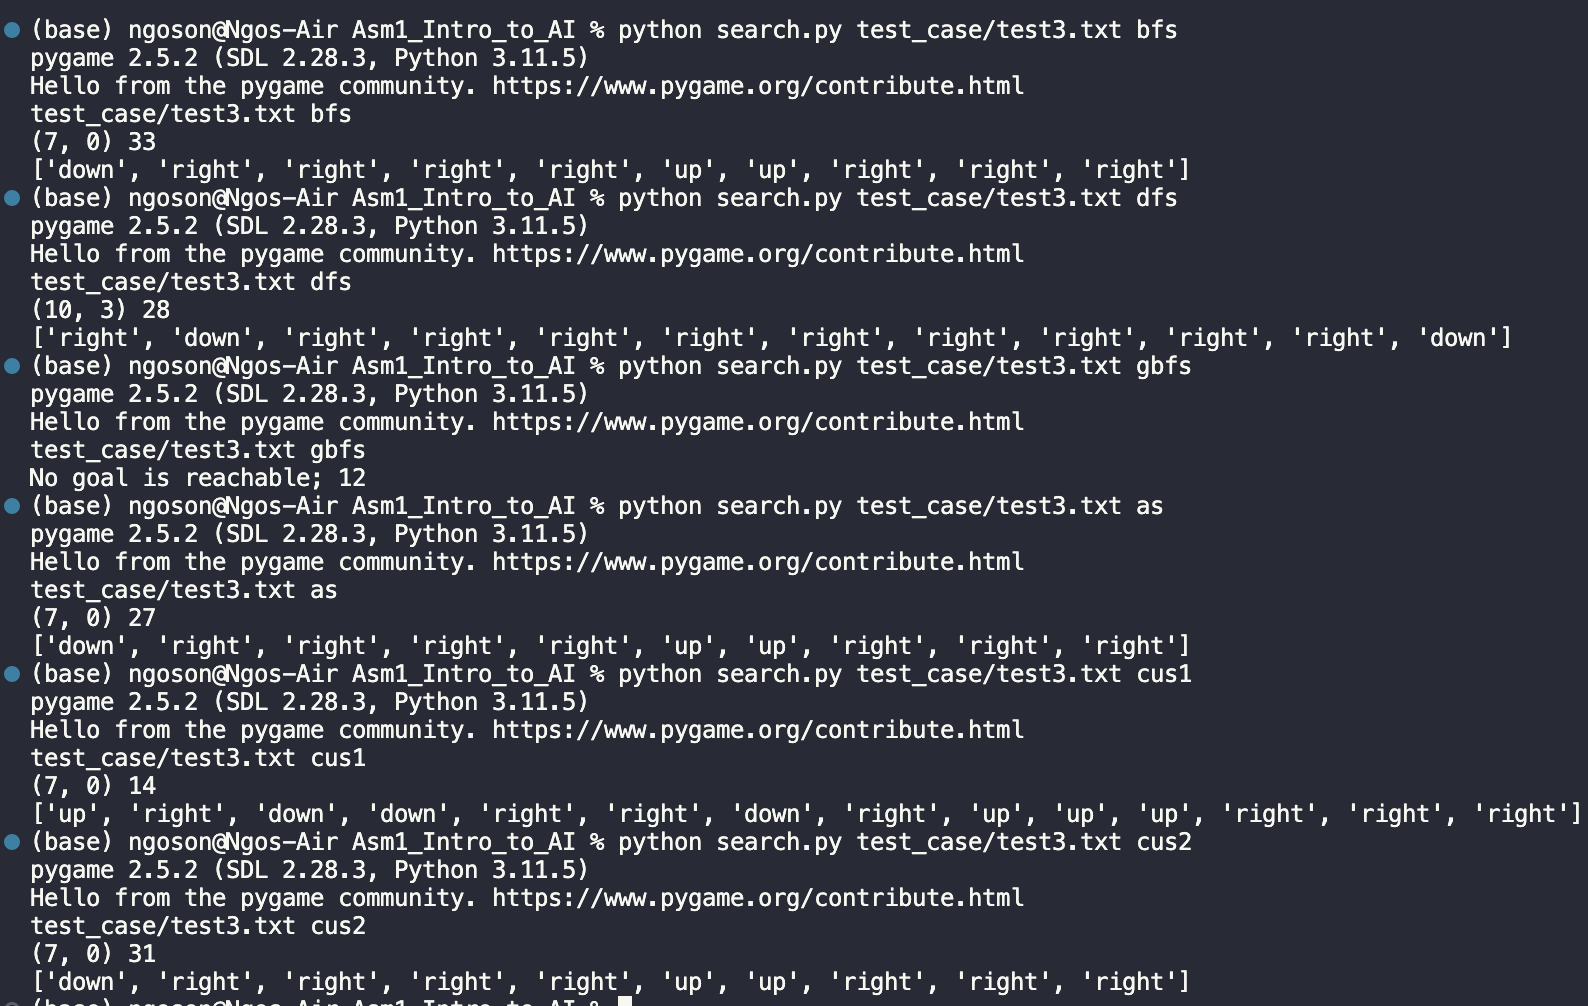 (base) ngoson@Ngos-Air Asm1_Intro_to_AI % python search.py test_case/test3.txt bfs
pygame 2.5.2 (SDL 2.28.3, Python 3.11.5)
Hello from the pygame community. https://www.pygame.org/contribute.html
test_case/test3.txt bfs
(7, 0) 33
['down', 'right', 'right', 'right', 'right', 'up', 'up', 'right', 'right', 'right']
(base) ngoson@Ngos-Air Asm1_Intro_to_AI % python search.py test_case/test3.txt dfs
pygame 2.5.2 (SDL 2.28.3, Python 3.11.5)
Hello from the pygame community. https://www.pygame.org/contribute.html
test_case/test3.txt dfs
(10, 3) 28
['right', 'down', 'right', 'right', 'right', 'right', 'right', 'right', 'right', 'right', 'right', 'down']
(base) ngoson@Ngos-Air Asm1_Intro_to_AI % python search.py test_case/test3.txt gbfs
pygame 2.5.2 (SDL 2.28.3, Python 3.11.5)
Hello from the pygame community. https://www.pygame.org/contribute.html
test_case/test3.txt gbfs
No goal is reachable; 12
(base) ngoson@Ngos-Air Asm1_Intro_to_AI % python search.py test_case/test3.txt as
pygame 2.5.2 (SDL 2.28.3, Python 3.11.5)
Hello from the pygame community. https://www.pygame.org/contribute.html
test_case/test3.txt as
(7, 0) 27
['down', 'right', 'right', 'right', 'right', 'up', 'up', 'right', 'right', 'right']
(base) ngoson@Ngos-Air Asm1_Intro_to_AI % python search.py test_case/test3.txt cus1
pygame 2.5.2 (SDL 2.28.3, Python 3.11.5)
Hello from the pygame community. https://www.pygame.org/contribute.html
test_case/test3.txt cus1
(7, 0) 14
['up', 'right', 'down', 'down', 'right', 'right', 'down', 'right', 'up', 'up', 'up', 'right', 'right', 'right']
(base) ngoson@Ngos-Air Asm1_Intro_to_AI % python search.py test_case/test3.txt cus2
pygame 2.5.2 (SDL 2.28.3, Python 3.11.5)
Hello from the pygame community. https://www.pygame.org/contribute.html
test_case/test3.txt cus2
(7, 0) 31
['down', 'right', 'right', 'right', 'right', 'up', 'up', 'right', 'right', 'right']
(base) ngoson@Ngos-Air Asm1_Intro_to_AI %